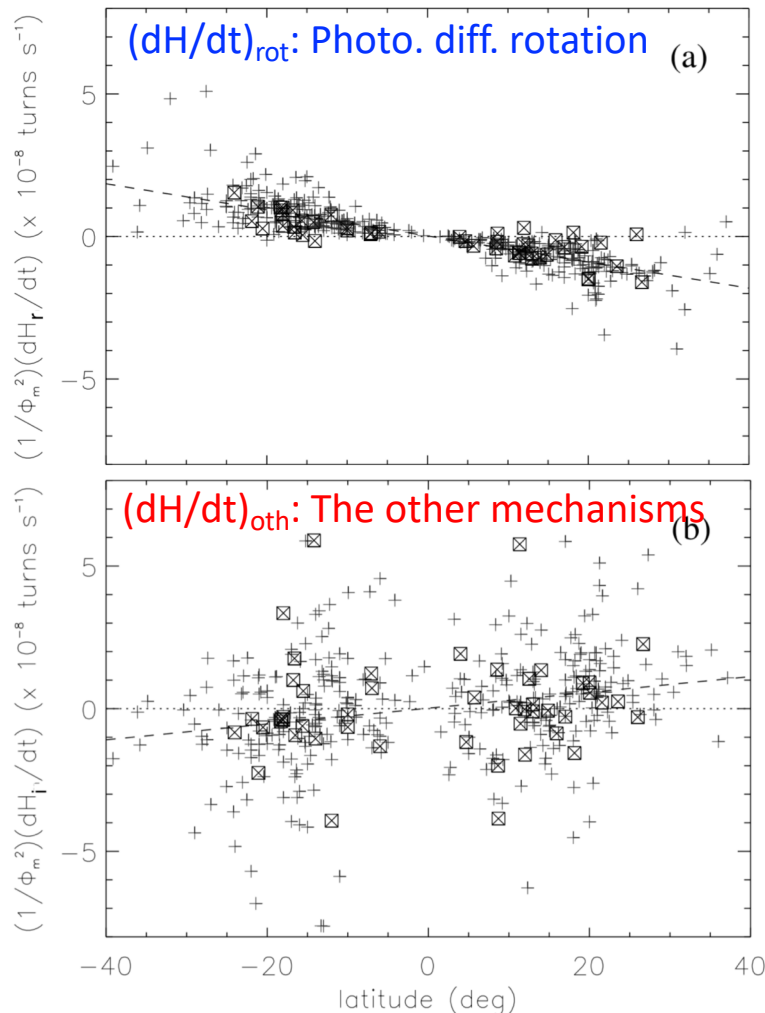 (dH/dt)rot: Photo. diff. rotation
(a)
(1/Φm²)(dHr/dt) (x 10⁻⁸ turns s⁻¹)
5
0
−5
(dH/dt)oth: The other mechanisms
(b)
(1/Φm²)(dHi/dt) (x 10⁻⁸ turns s⁻¹)
5
0
−5
−40 −20 0 20 40
latitude (deg)